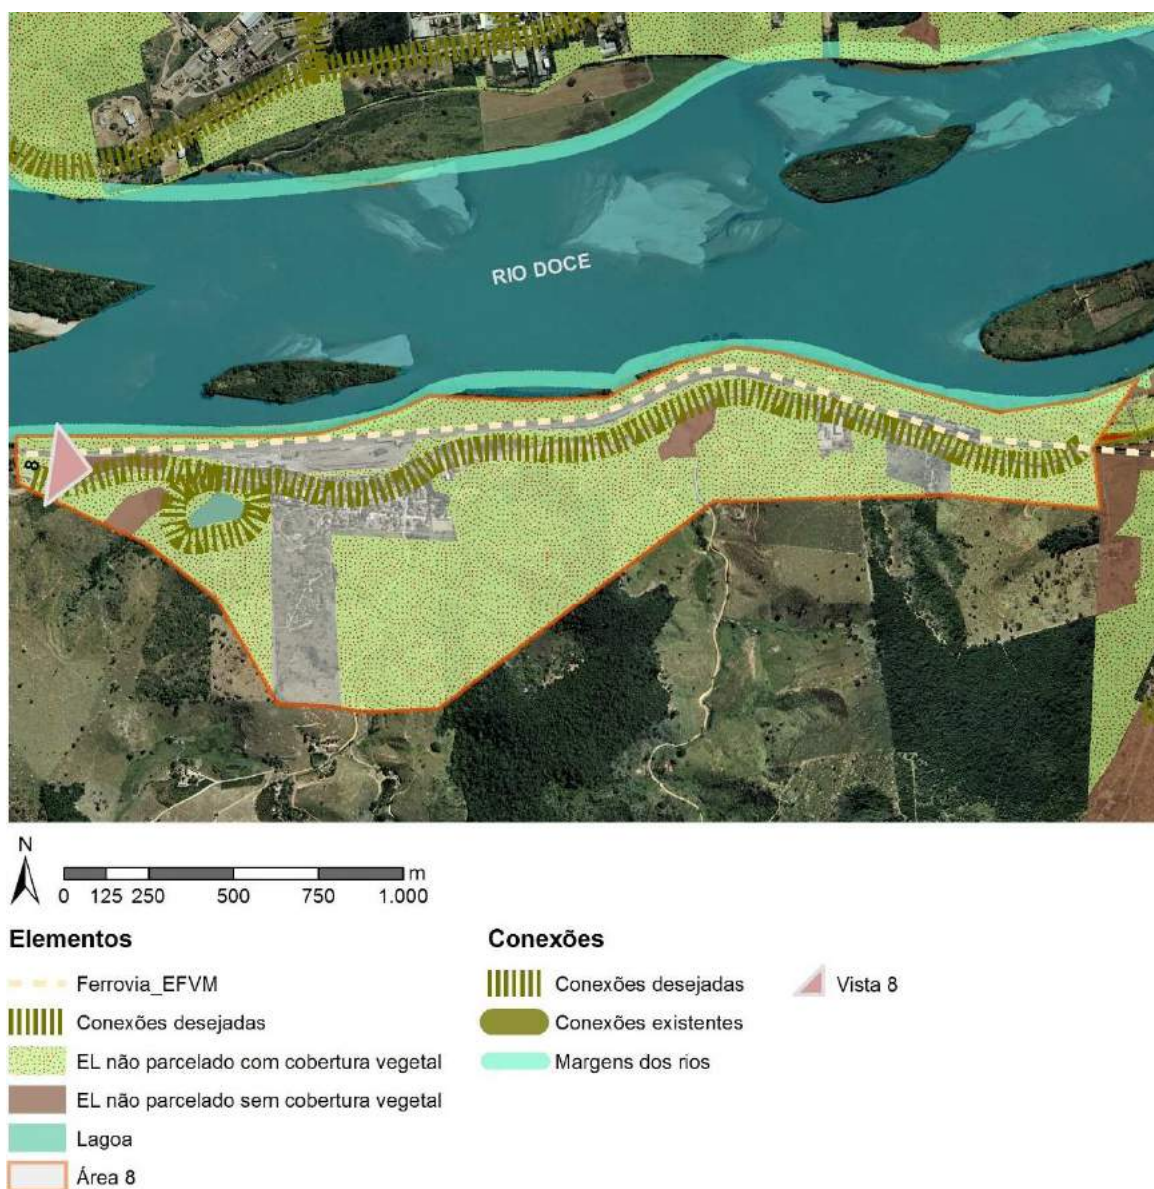 RIO DOCE
8
N
m
0 125 250 500 750 1.000
Elementos
Ferrovia_EFVM
Conexões desejadas
EL não parcelado com cobertura vegetal
EL não parcelado sem cobertura vegetal
Lagoa
Área 8
Conexões
Conexões desejadas
Conexões existentes
Margens dos rios
Vista 8